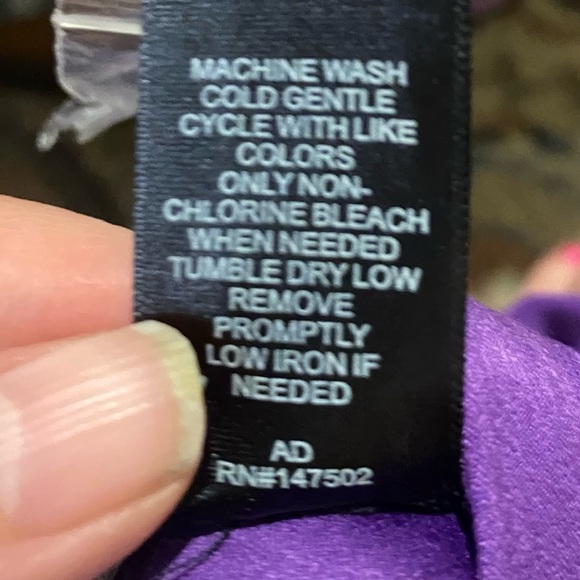 MACHINE WASH
COLD GENTLE
CYCLE WITH LIKE
COLORS
ONLY NON-
CHLORINE BLEACH
WHEN NEEDED
TUMBLE DRY LOW
REMOVE
PROMPTLY
LOW IRON IF
NEEDED
AD
RN#147502